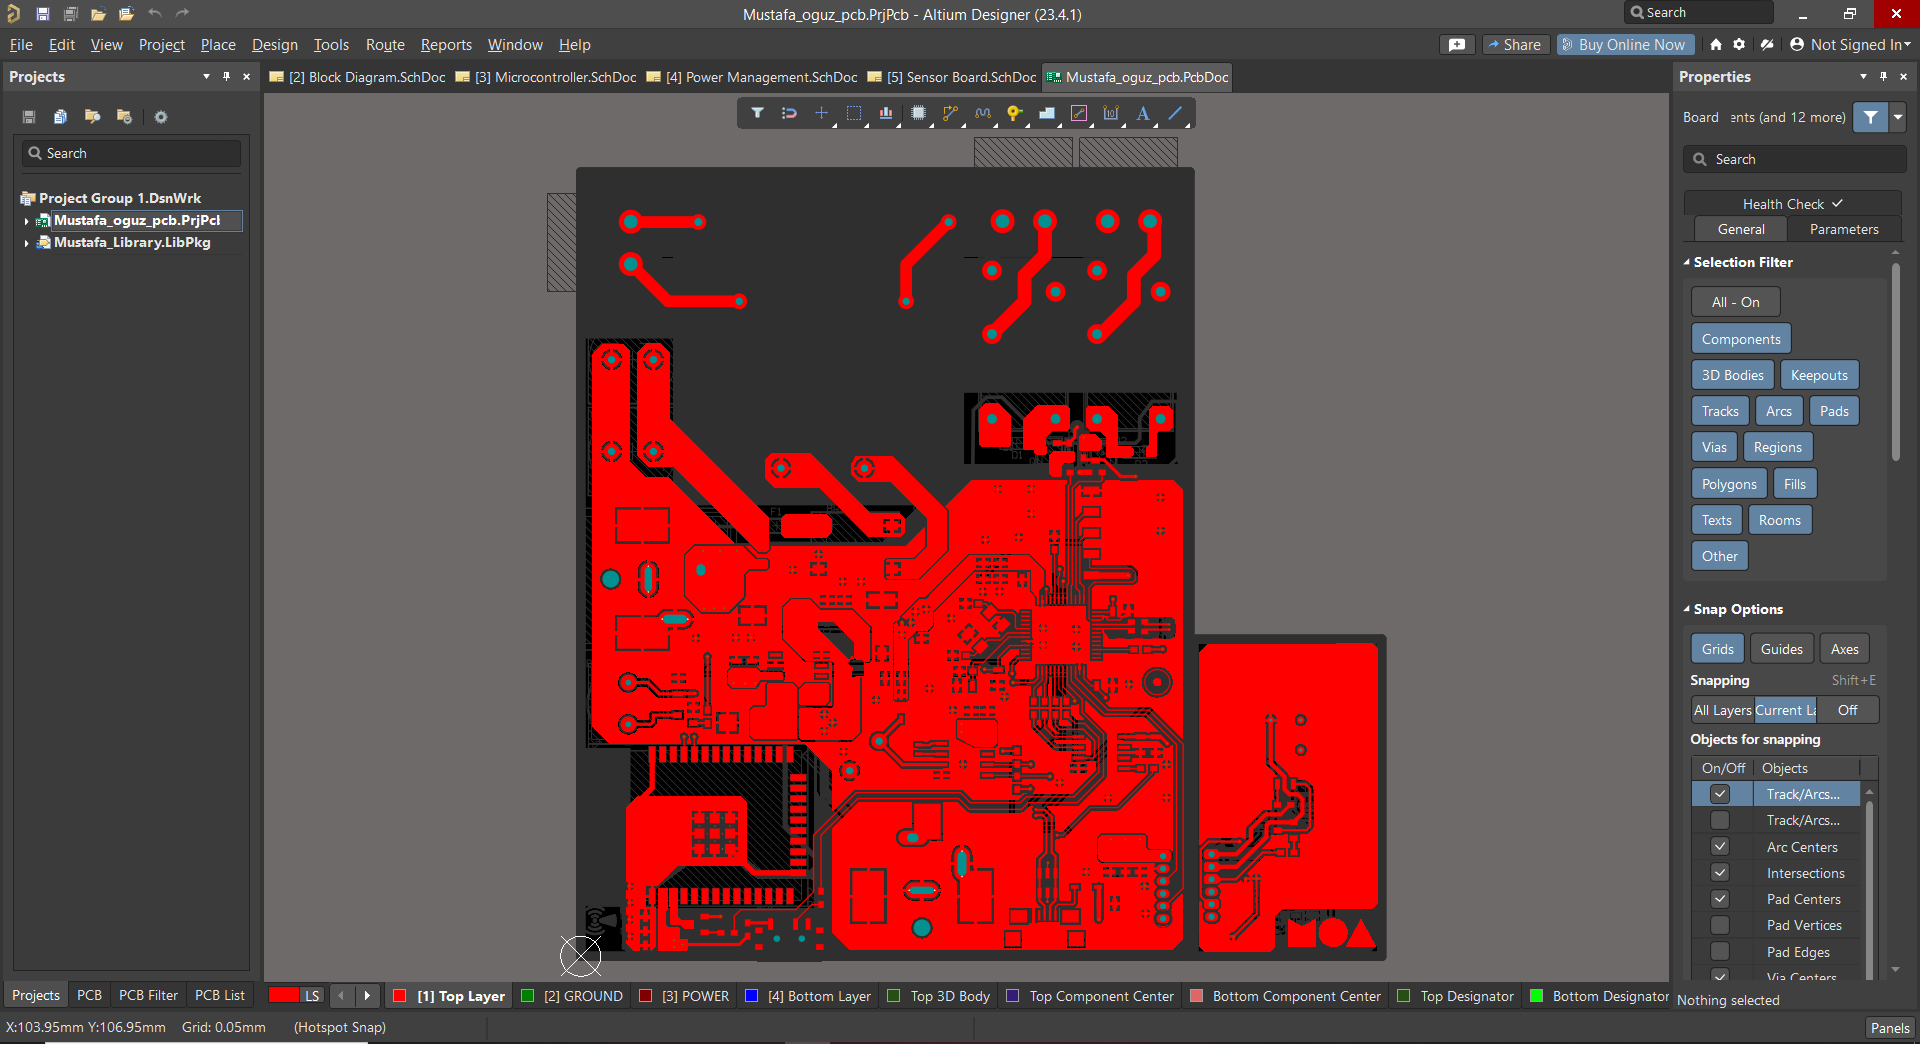 Mustafa_oguz_pcb.PrjPcb - Altium Designer (23.4.1)
Search
File Edit View Project Place Design Tools Route Reports Window Help
Share
Buy Online Now
Not Signed In
Projects
[2] Block Diagram.SchDoc
[3] Microcontroller.SchDoc
[4] Power Management.SchDoc
[5] Sensor Board.SchDoc
Mustafa_oguz_pcb.PcbDoc
Properties
Search
Project Group 1.DsnWrk
Mustafa_oguz_pcb.PrjPcb
Mustafa_Library.LibPkg
Board ents (and 12 more)
Search
Health Check
General Parameters
Selection Filter
All - On
Components
3D Bodies Keepouts
Tracks Arcs Pads
Vias Regions
Polygons Fills
Texts Rooms
Other
Snap Options
Grids Guides Axes
Snapping Shift+E
All Layers Current La Off
Objects for snapping
On/Off Objects
Track/Arcs...
Track/Arcs...
Arc Centers
Intersections
Pad Centers
Pad Vertices
Pad Edges
Via Centers
Nothing selected
F1
D1
Projects PCB PCB Filter PCB List
LS
[1] Top Layer
[2] GROUND
[3] POWER
[4] Bottom Layer
Top 3D Body
Top Component Center
Bottom Component Center
Top Designator
Bottom Designator
X:103.95mm Y:106.95mm Grid: 0.05mm (Hotspot Snap)
Panels